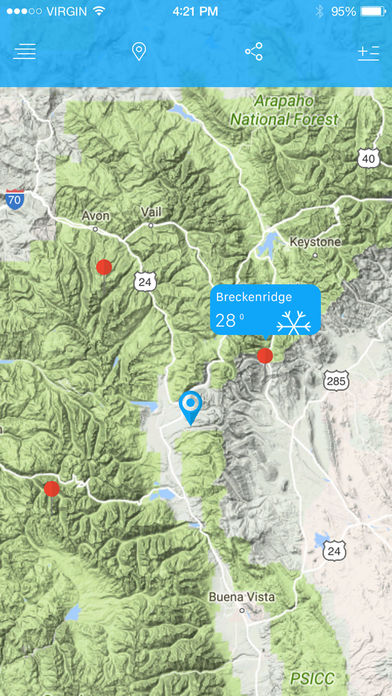 VIRGIN 4:21 PM 95%
+=
Arapaho
National Forest
40
70
Avon
Vail
Keystone
24
Breckenridge
28°
285
24
Buena Vista
PSICC